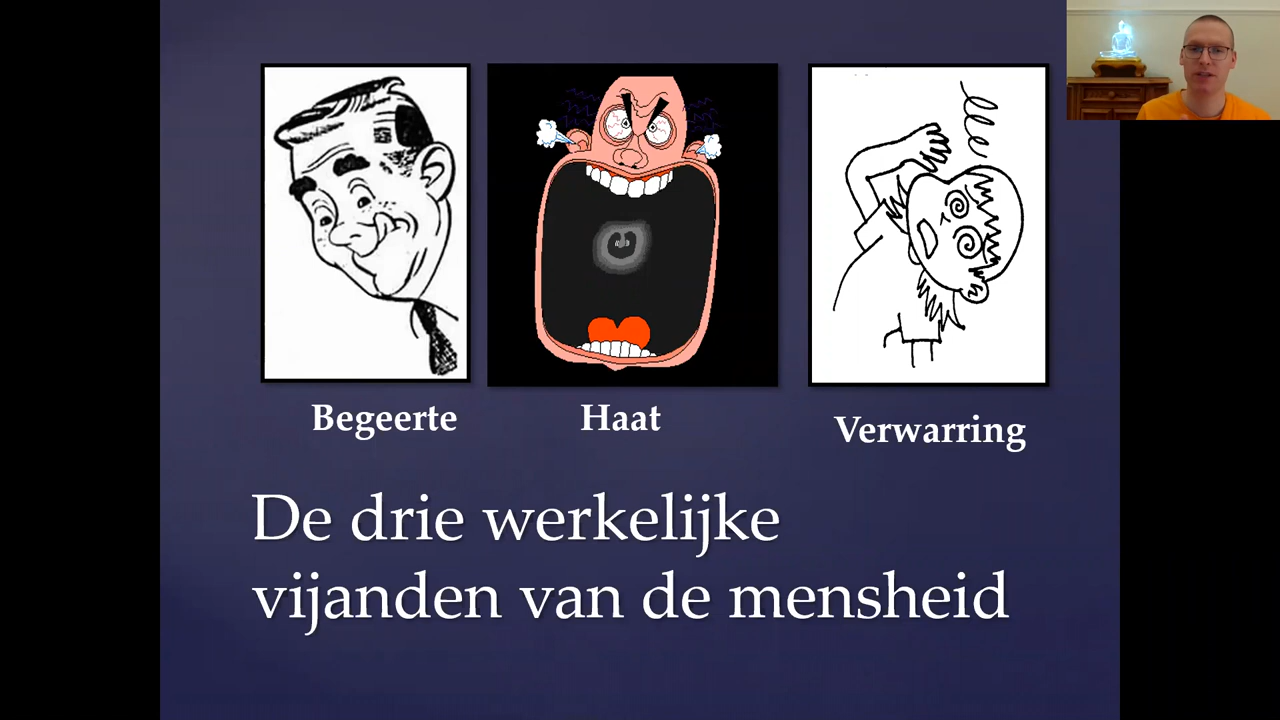 Begeerte
Haat
Verwarring
De drie werkelijke
vijanden van de mensheid